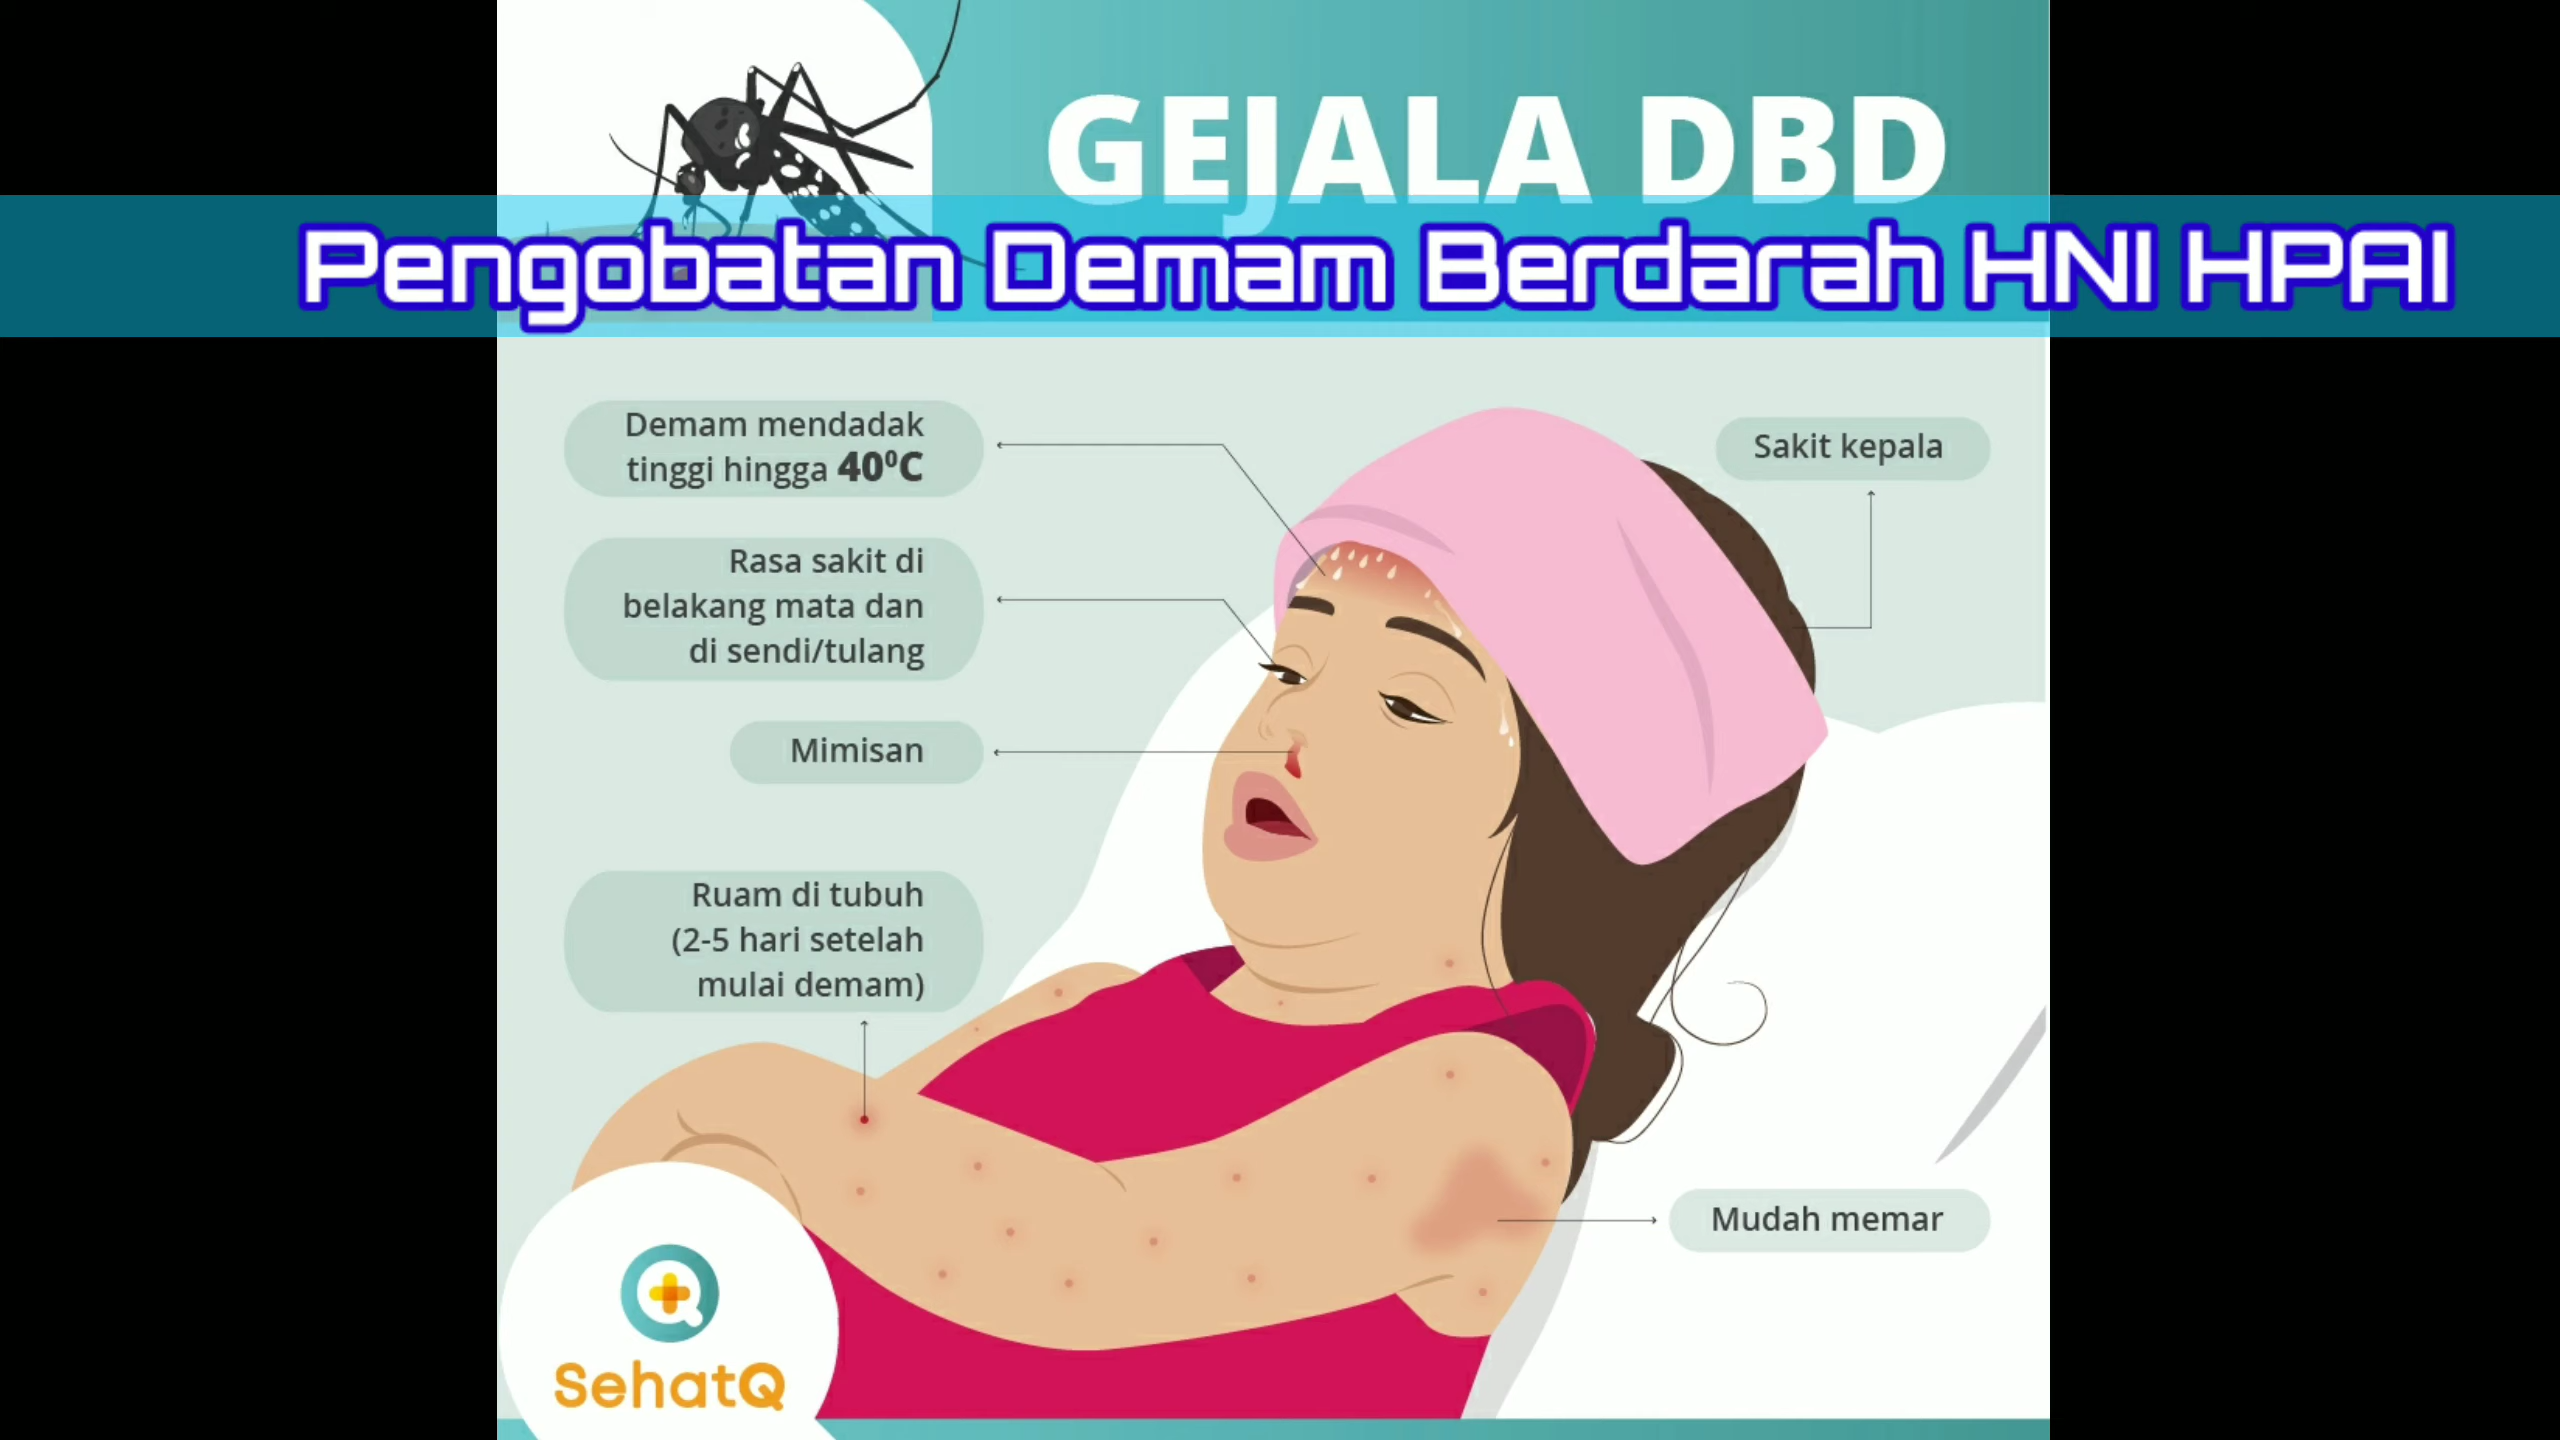 GEJALA DBD
Pengobatan Demam Berdarah HNI HPAI
Demam mendadak
tinggi hingga 40⁰C
Sakit kepala
Rasa sakit di
belakang mata dan
di sendi/tulang
Mimisan
Ruam di tubuh
(2-5 hari setelah
mulai demam)
Mudah memar
SehatQ